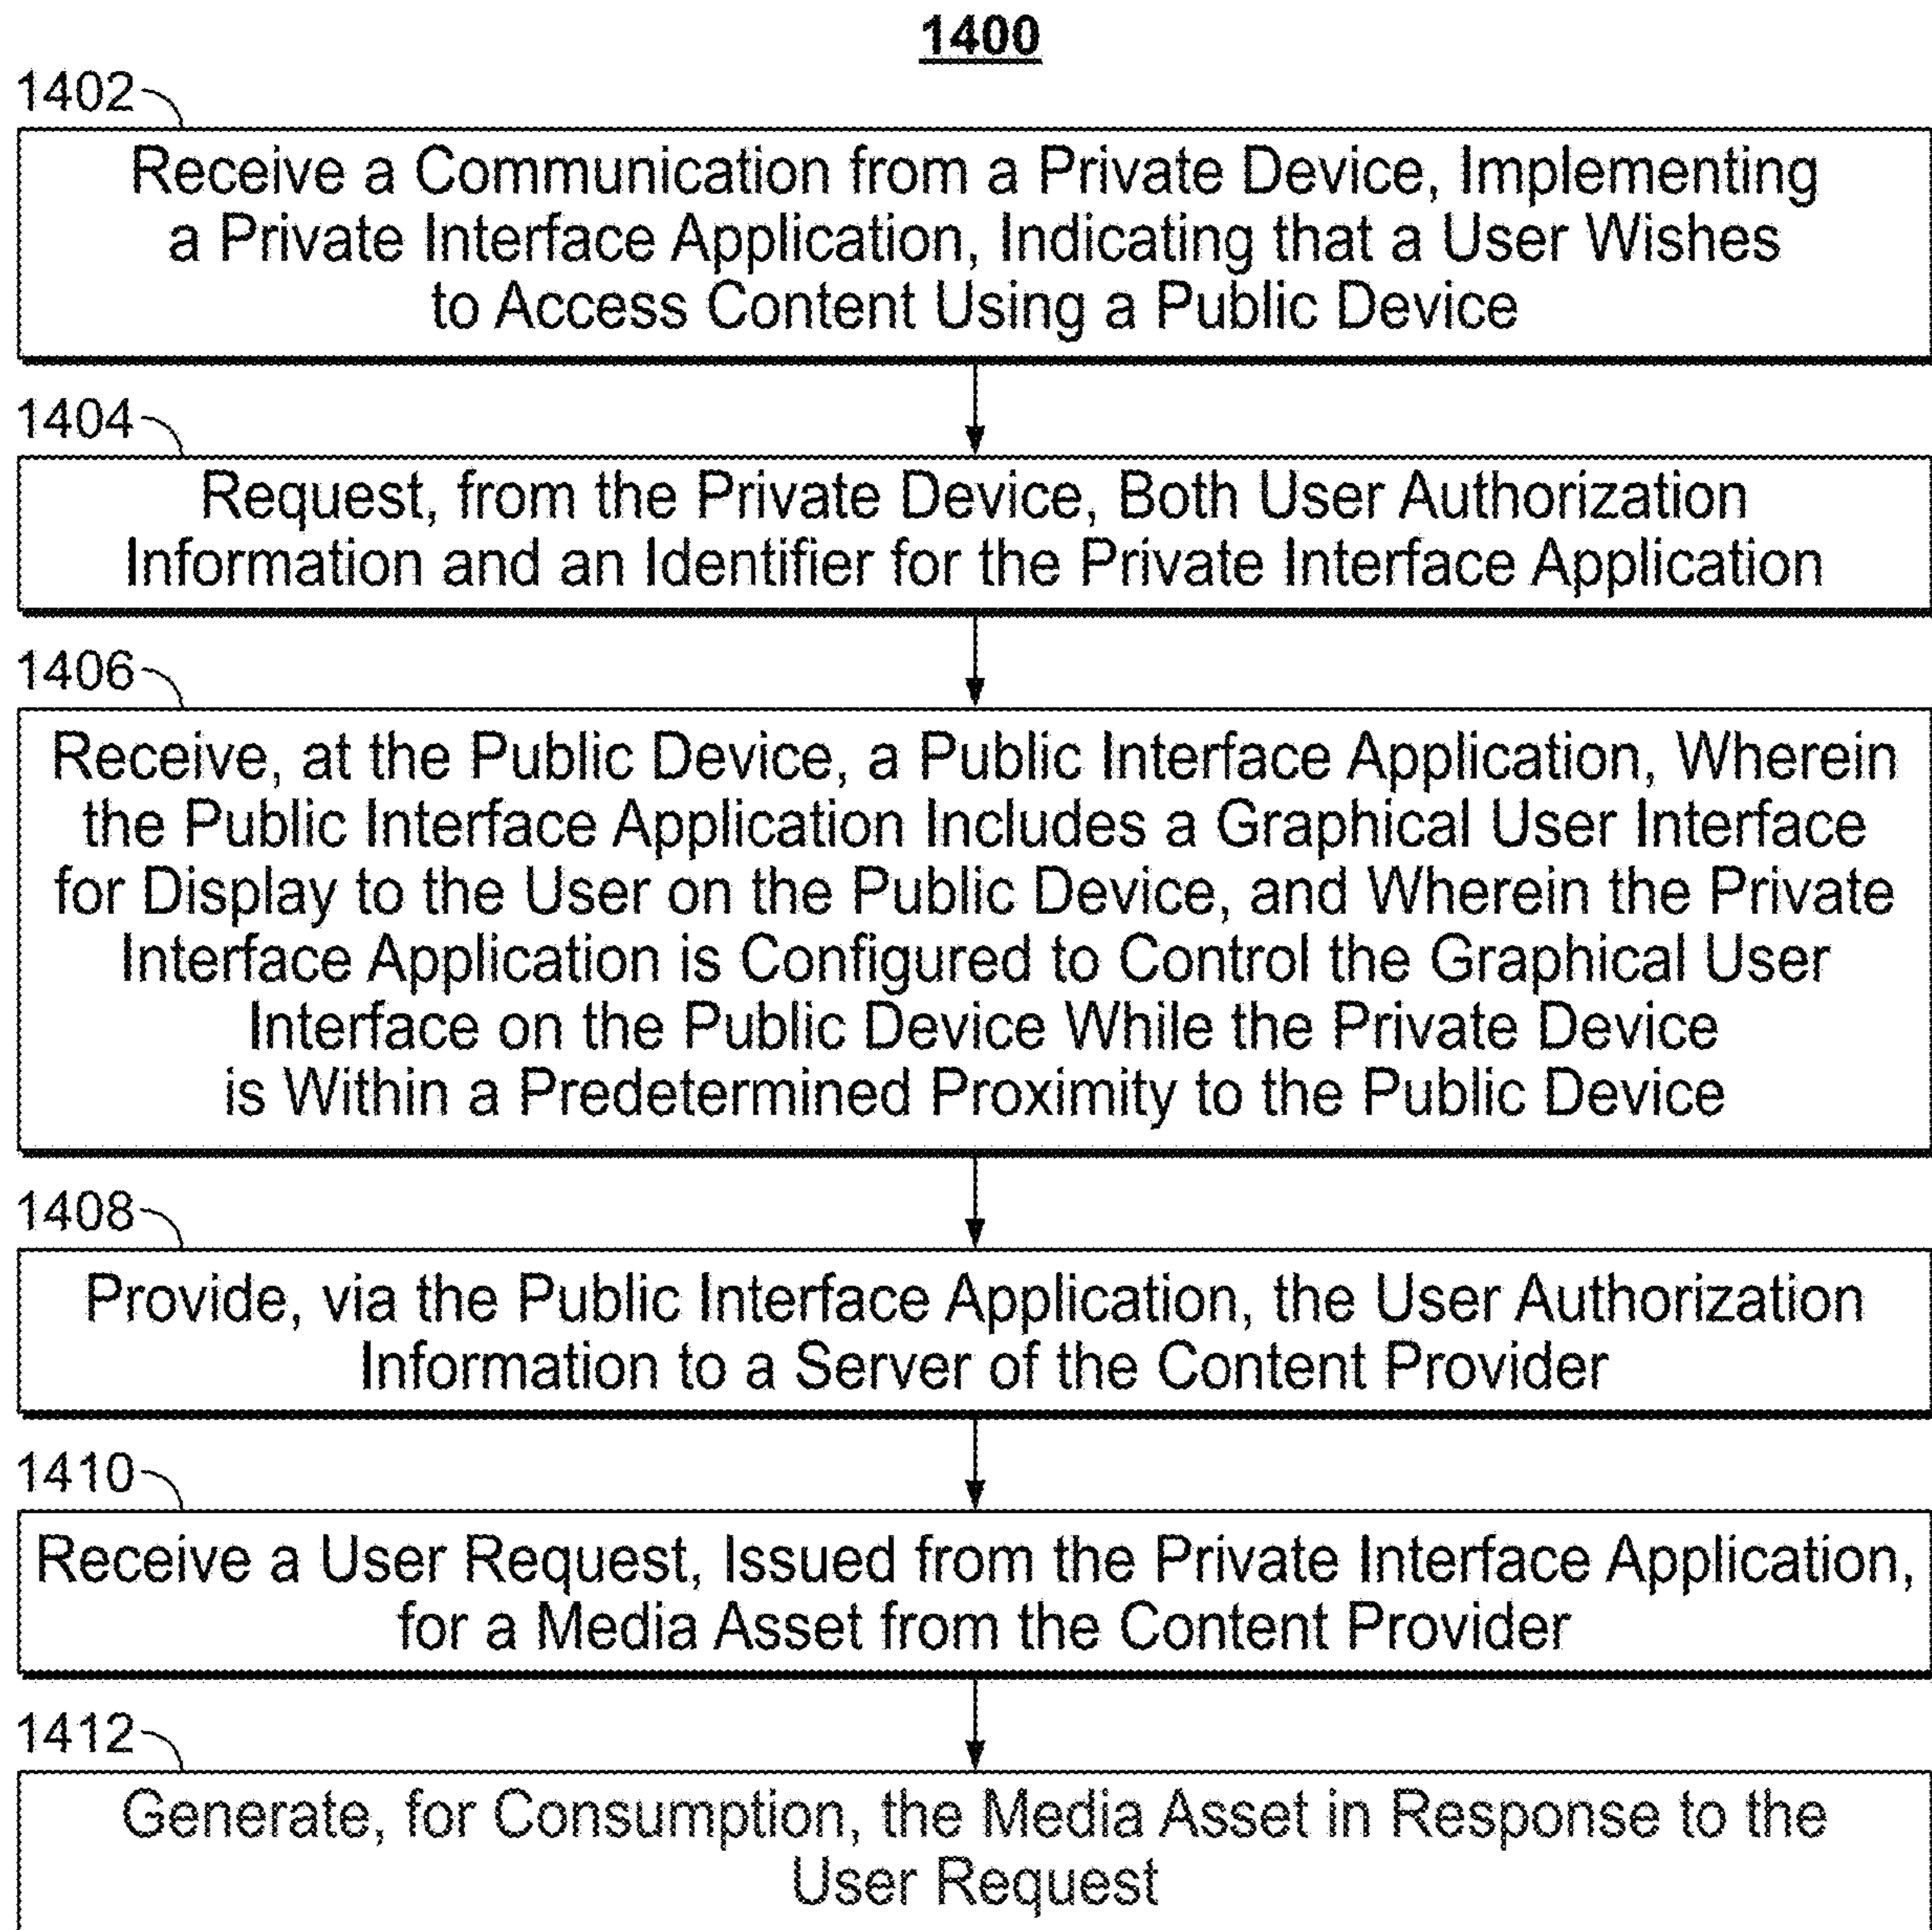 1400
1402
Receive a Communication from a Private Device, Implementing
a Private Interface Application, Indicating that a User Wishes
to Access Content Using a Public Device
1404
Request, from the Private Device, Both User Authorization
Information and an Identifier for the Private Interface Application
1406
Receive, at the Public Device, a Public Interface Application, Wherein
the Public Interface Application Includes a Graphical User Interface
for Display to the User on the Public Device, and Wherein the Private
Interface Application is Configured to Control the Graphical User
Interface on the Public Device While the Private Device
is Within a Predetermined Proximity to the Public Device
1408
Provide, via the Public Interface Application, the User Authorization
Information to a Server of the Content Provider
1410
Receive a User Request, Issued from the Private Interface Application,
for a Media Asset from the Content Provider
1412
Generate, for Consumption, the Media Asset in Response to the
User Request